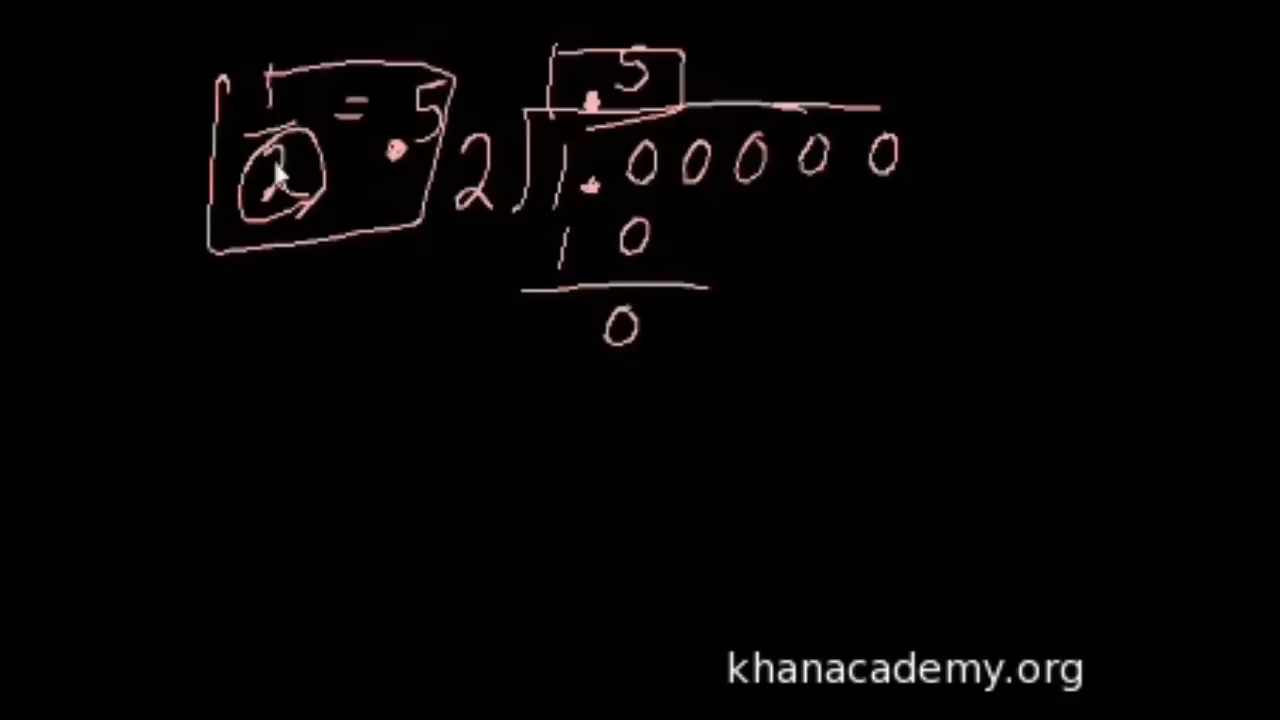 .5
1/2 = .5 2)1.00000
1 0
0
khanacademy.org